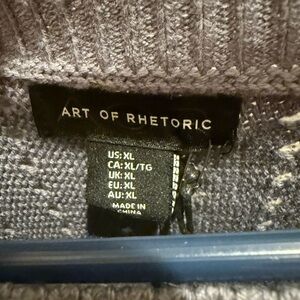 ART OF RHETORIC
US: XL
CA: XL/TG
UK: XL
EU: XL
AU: XL
MADE IN
CHINA